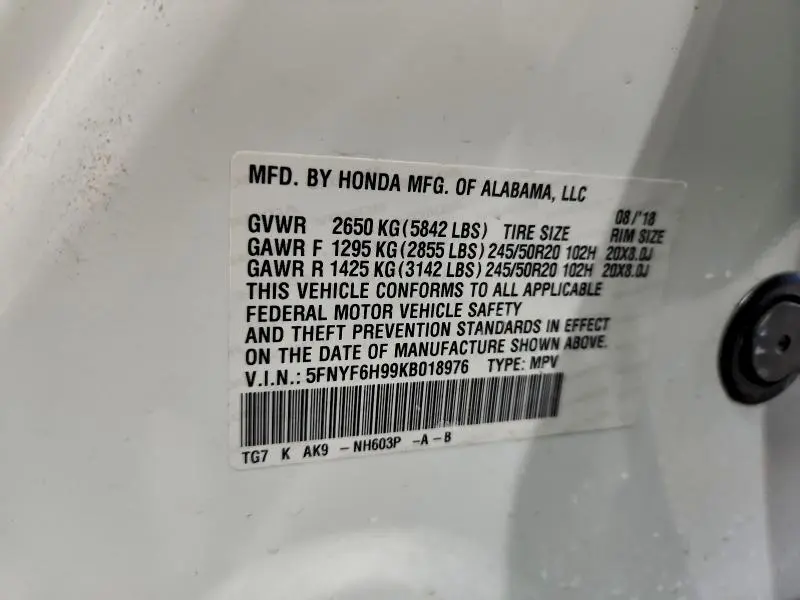 MFD. BY HONDA MFG. OF ALABAMA, LLC
08/'18
GVWR 2650 KG (5842 LBS) TIRE SIZE RIM SIZE
GAWR F 1295 KG (2855 LBS) 245/50R20 102H 20X8.0J
GAWR R 1425 KG (3142 LBS) 245/50R20 102H 20X8.0J
THIS VEHICLE CONFORMS TO ALL APPLICABLE
FEDERAL MOTOR VEHICLE SAFETY
AND THEFT PREVENTION STANDARDS IN EFFECT
ON THE DATE OF MANUFACTURE SHOWN ABOVE.
V.I.N.: 5FNYF6H99KB018976 TYPE: MPV
TG7 K AK9 -NH603P -A-B